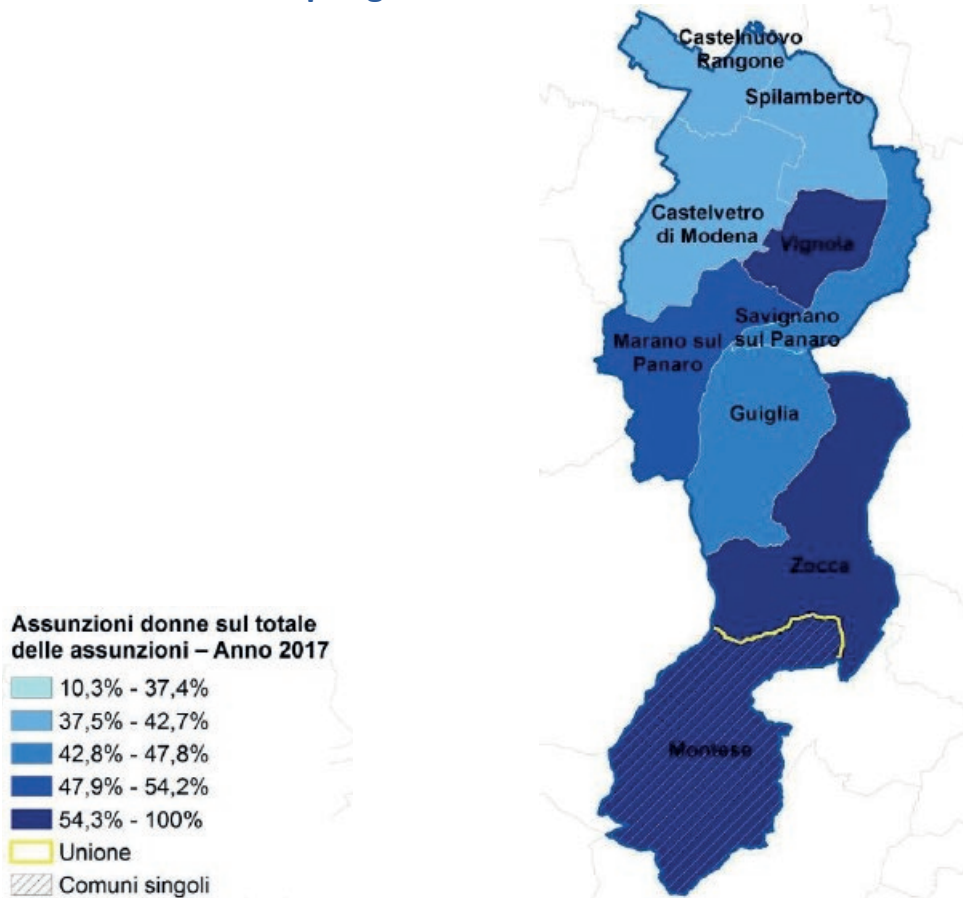 Castelnuovo
Rangone
Spilamberto
Castelvetro
di Modena
Vignola
Savignano
sul Panaro
Marano sul
Panaro
Guiglia
Zocca
Montese
Assunzioni donne sul totale
delle assunzioni – Anno 2017
10,3% - 37,4%
37,5% - 42,7%
42,8% - 47,8%
47,9% - 54,2%
54,3% - 100%
Unione
Comuni singoli